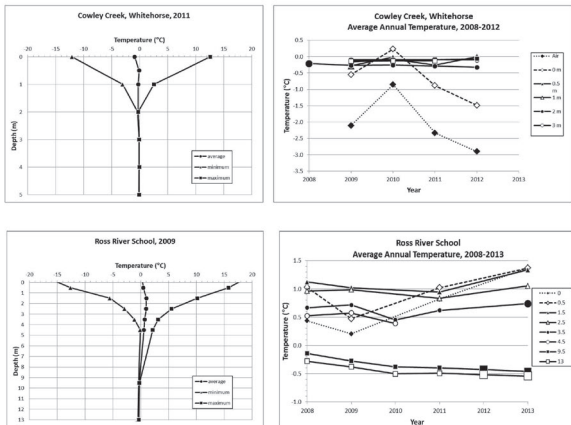 Cowley Creek, Whitehorse, 2011
Temperature (°C)
-15 -10 -5 0 5 10 15
0
1
2
3
4
5
Depth (m)
average
minimum
maximum
Cowley Creek, Whitehorse
Average Annual Temperature, 2008-2012
0.5
0.0
-0.5
-1.0
-1.5
-2.0
-2.5
-3.0
-3.5
Temperature (°C)
2008 2009 2010 2011 2012 2013
Year
Air
0 m
0.5 m
1 m
2 m
3 m
Ross River School, 2009
Temperature (°C)
-20 -15 -10 -5 0 5 10 15 20
0
1
2
3
4
5
6
7
8
9
10
11
12
13
Depth (m)
average
minimum
maximum
Ross River School
Average Annual Temperature, 2008-2013
1.5
1.0
0.5
0.0
-0.5
-1.0
Temperature (°C)
2008 2009 2010 2011 2012 2013
Year
0
0.5
1.5
2.5
3.5
4.5
9.5
13